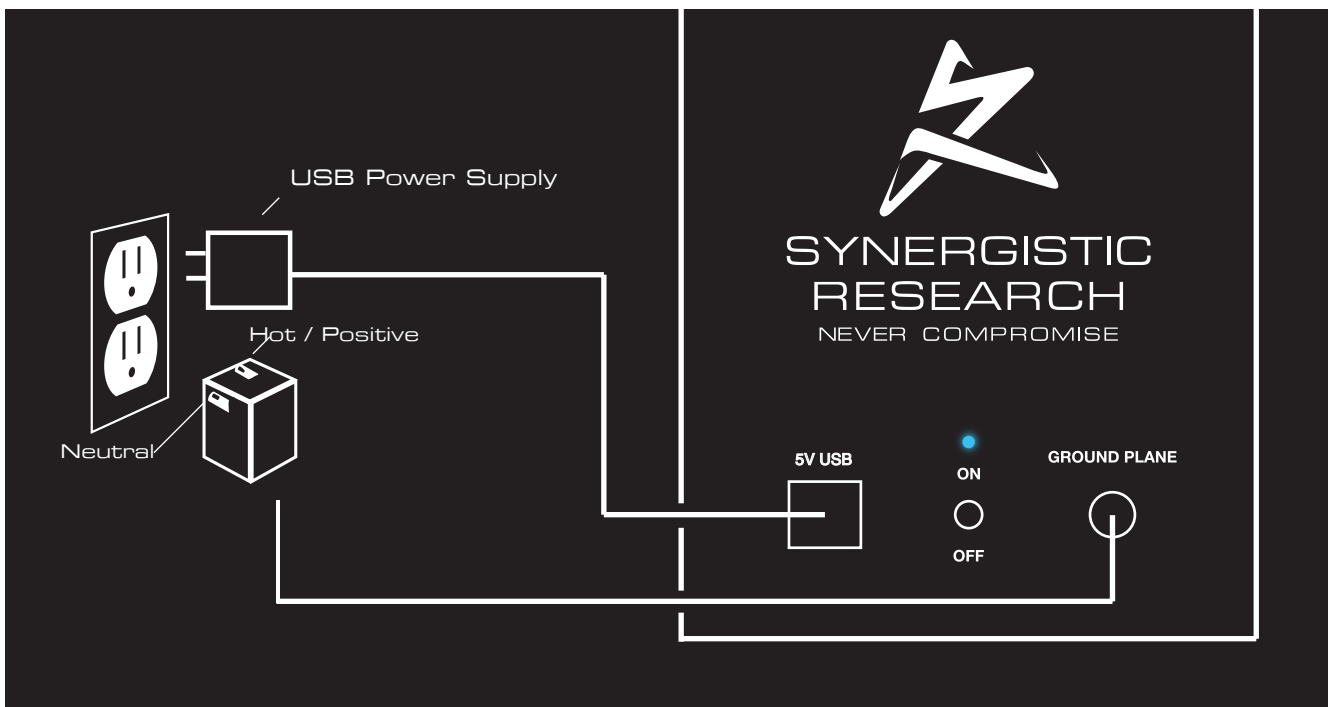 USB Power Supply
Hot / Positive
Neutral
SYNERGISTIC
RESEARCH
NEVER COMPROMISE
5V USB
ON
OFF
GROUND PLANE